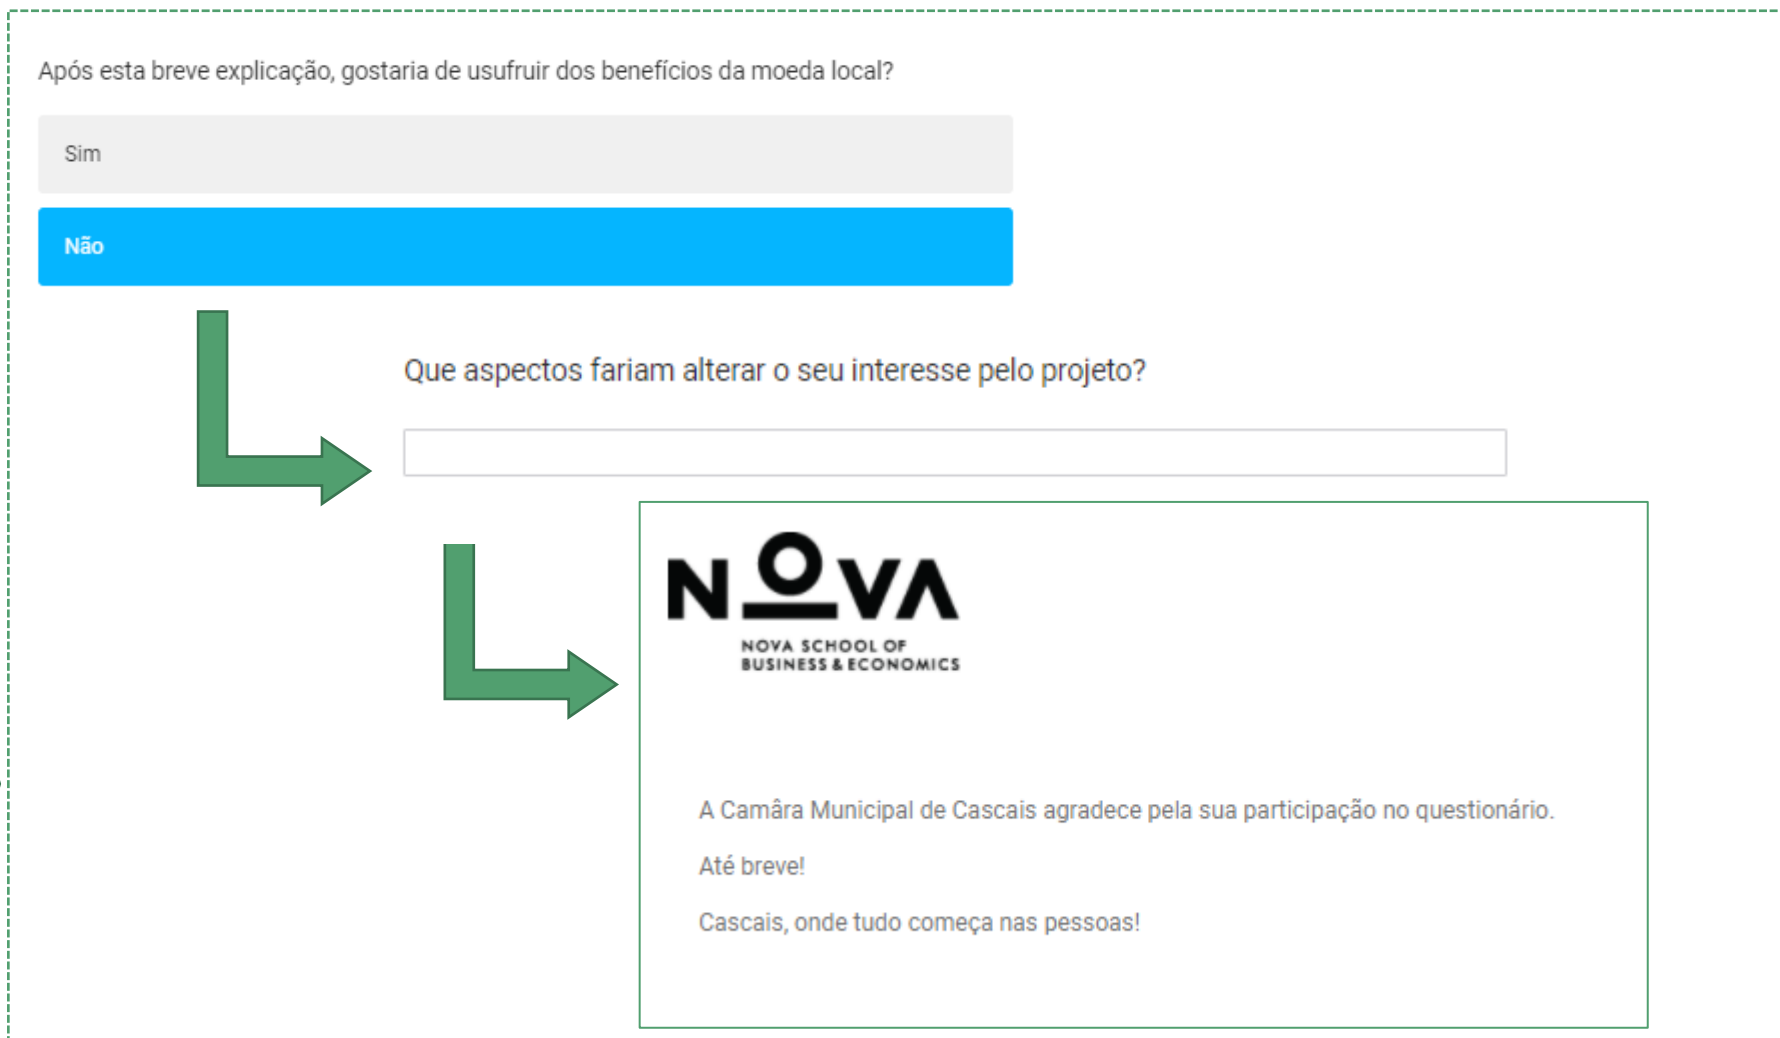 Após esta breve explicação, gostaria de usufruir dos benefícios da moeda local?
Sim
Não
Que aspectos fariam alterar o seu interesse pelo projeto?
NOVA
NOVA SCHOOL OF
BUSINESS & ECONOMICS
A Camâra Municipal de Cascais agradece pela sua participação no questionário.
Até breve!
Cascais, onde tudo começa nas pessoas!